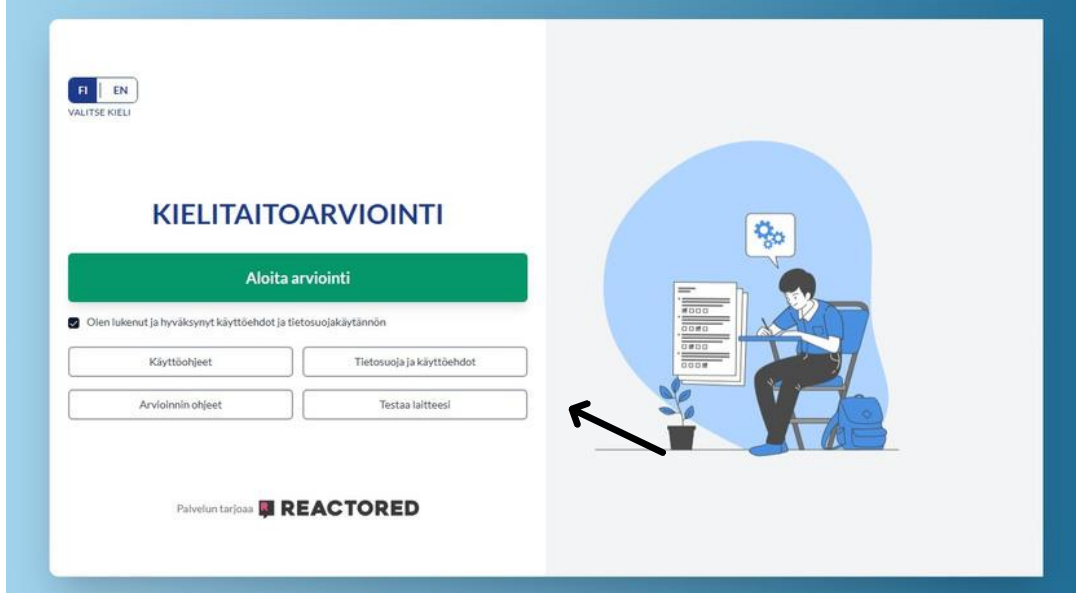 FI | EN
VALITSE KIELI
KIELITAITOARVIOINTI
Aloita arviointi
Olen lukenut ja hyväksynyt käyttöehdot ja tietosuojakäytännön
Käyttöohjeet
Tietosuoja ja käyttöehdot
Arvioinnin ohjeet
Testaa laitteesi
Palvelun tarjoaa REACTORED